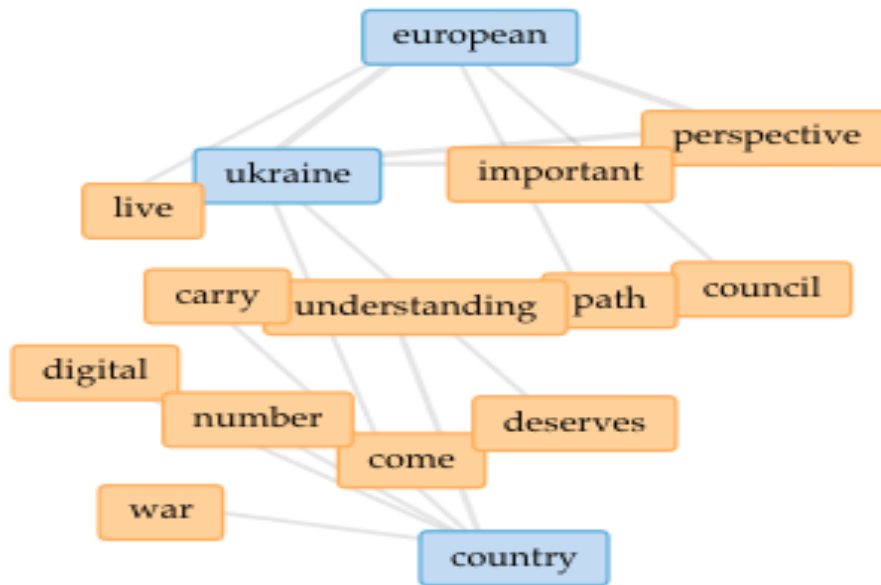 european
perspective
ukraine
important
live
carry
understanding
path
council
digital
number
come
deserves
war
country